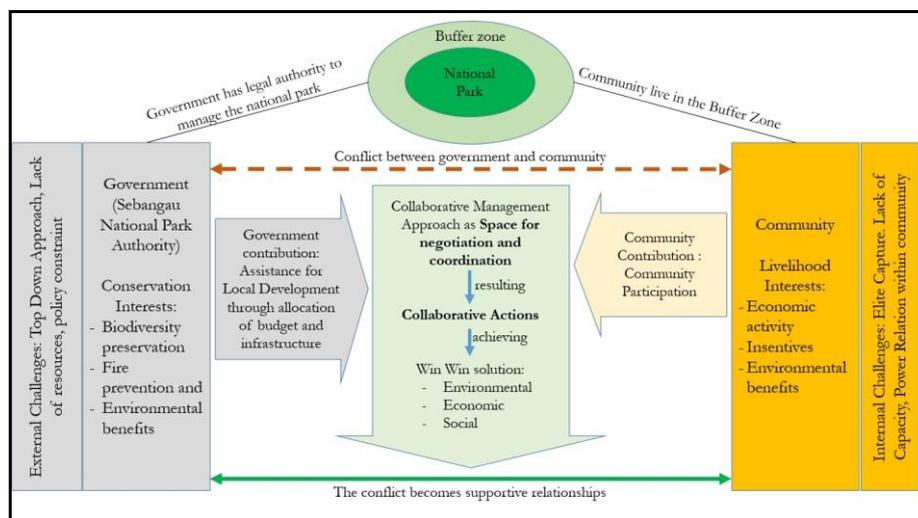 Buffer zone
National
Park
Government has legal authority to
manage the national park
Community live in the Buffer Zone
Conflict between government and community
External Challenges: Top Down Approach, Lack
of resources, policy constraint
Government
(Sebangau
National Park
Authority)
Conservation
Interests:
- Biodiversity
preservation
- Fire
prevention and
- Environmental
benefits
Government
contribution:
Assistance for
Local Development
through allocation
of budget and
infrastructure
Collaborative Management
Approach as Space for
negotiation and
coordination
resulting
Collaborative Actions
achieving
Win Win solution:
- Environmental
- Economic
- Social
Community
Contribution :
Community
Participation
Community
Livelihood
Interests:
- Economic
activity
- Insentives
- Environmental
benefits
Internaal Challenges: Elite Capture. Lack of
Capacity, Power Relation within community
The conflict becomes supportive relationships